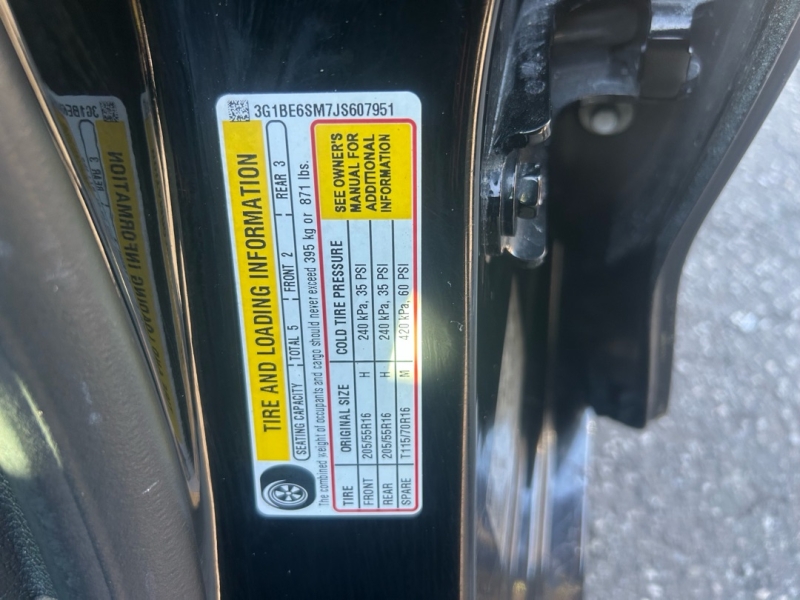 3G1BE6SM7JS607951
TIRE AND LOADING INFORMATION
SEATING CAPACITY TOTAL 5 FRONT 2 REAR 3
The combined weight of occupants and cargo should never exceed 395 kg or 871 lbs.
TIRE ORIGINAL SIZE COLD TIRE PRESSURE
FRONT 205/55R16 H 240 kPa, 35 PSI
REAR 205/55R16 H 240 kPa, 35 PSI
SPARE T115/70R16 M 420 kPa, 60 PSI
SEE OWNER'S
MANUAL FOR
ADDITIONAL
INFORMATION